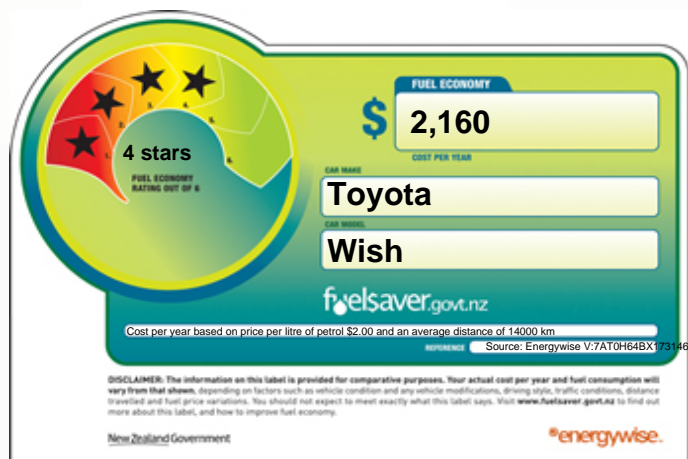 FUEL ECONOMY
$ 2,160
COST PER YEAR
1.
2.
3.
4.
5.
6.
4 stars
FUEL ECONOMY
RATING OUT OF 6
CAR MAKE
Toyota
CAR MODEL
Wish
fuelsaver.govt.nz
Cost per year based on price per litre of petrol $2.00 and an average distance of 14000 km
REFERENCE Source: Energywise V:7AT0H64BX173146
DISCLAIMER: The information on this label is provided for comparative purposes. Your actual cost per year and fuel consumption will
vary from that shown, depending on factors such as vehicle condition and any vehicle modifications, driving style, traffic conditions, distance
travelled and fuel price variations. You should not expect to meet exactly what this label says. Visit www.fuelsaver.govt.nz to find out
more about this label, and how to improve fuel economy.
New Zealand Government
energywise.